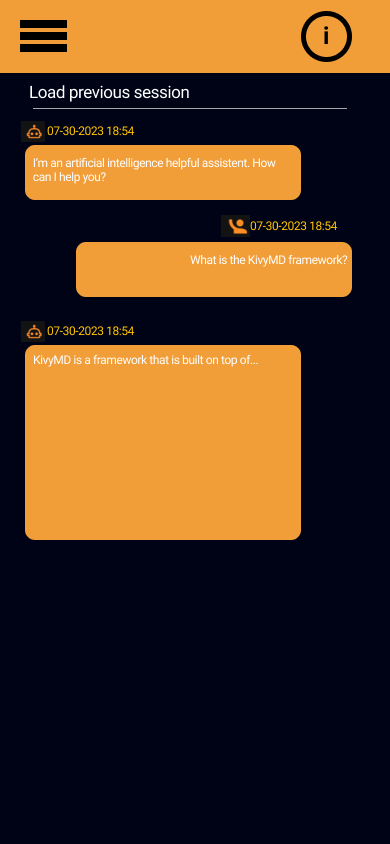 i
Load previous session
07-30-2023 18:54
I'm an artificial intelligence helpful assistent. How
can I help you?
07-30-2023 18:54
What is the KivyMD framework?
07-30-2023 18:54
KivyMD is a framework that is built on top of...